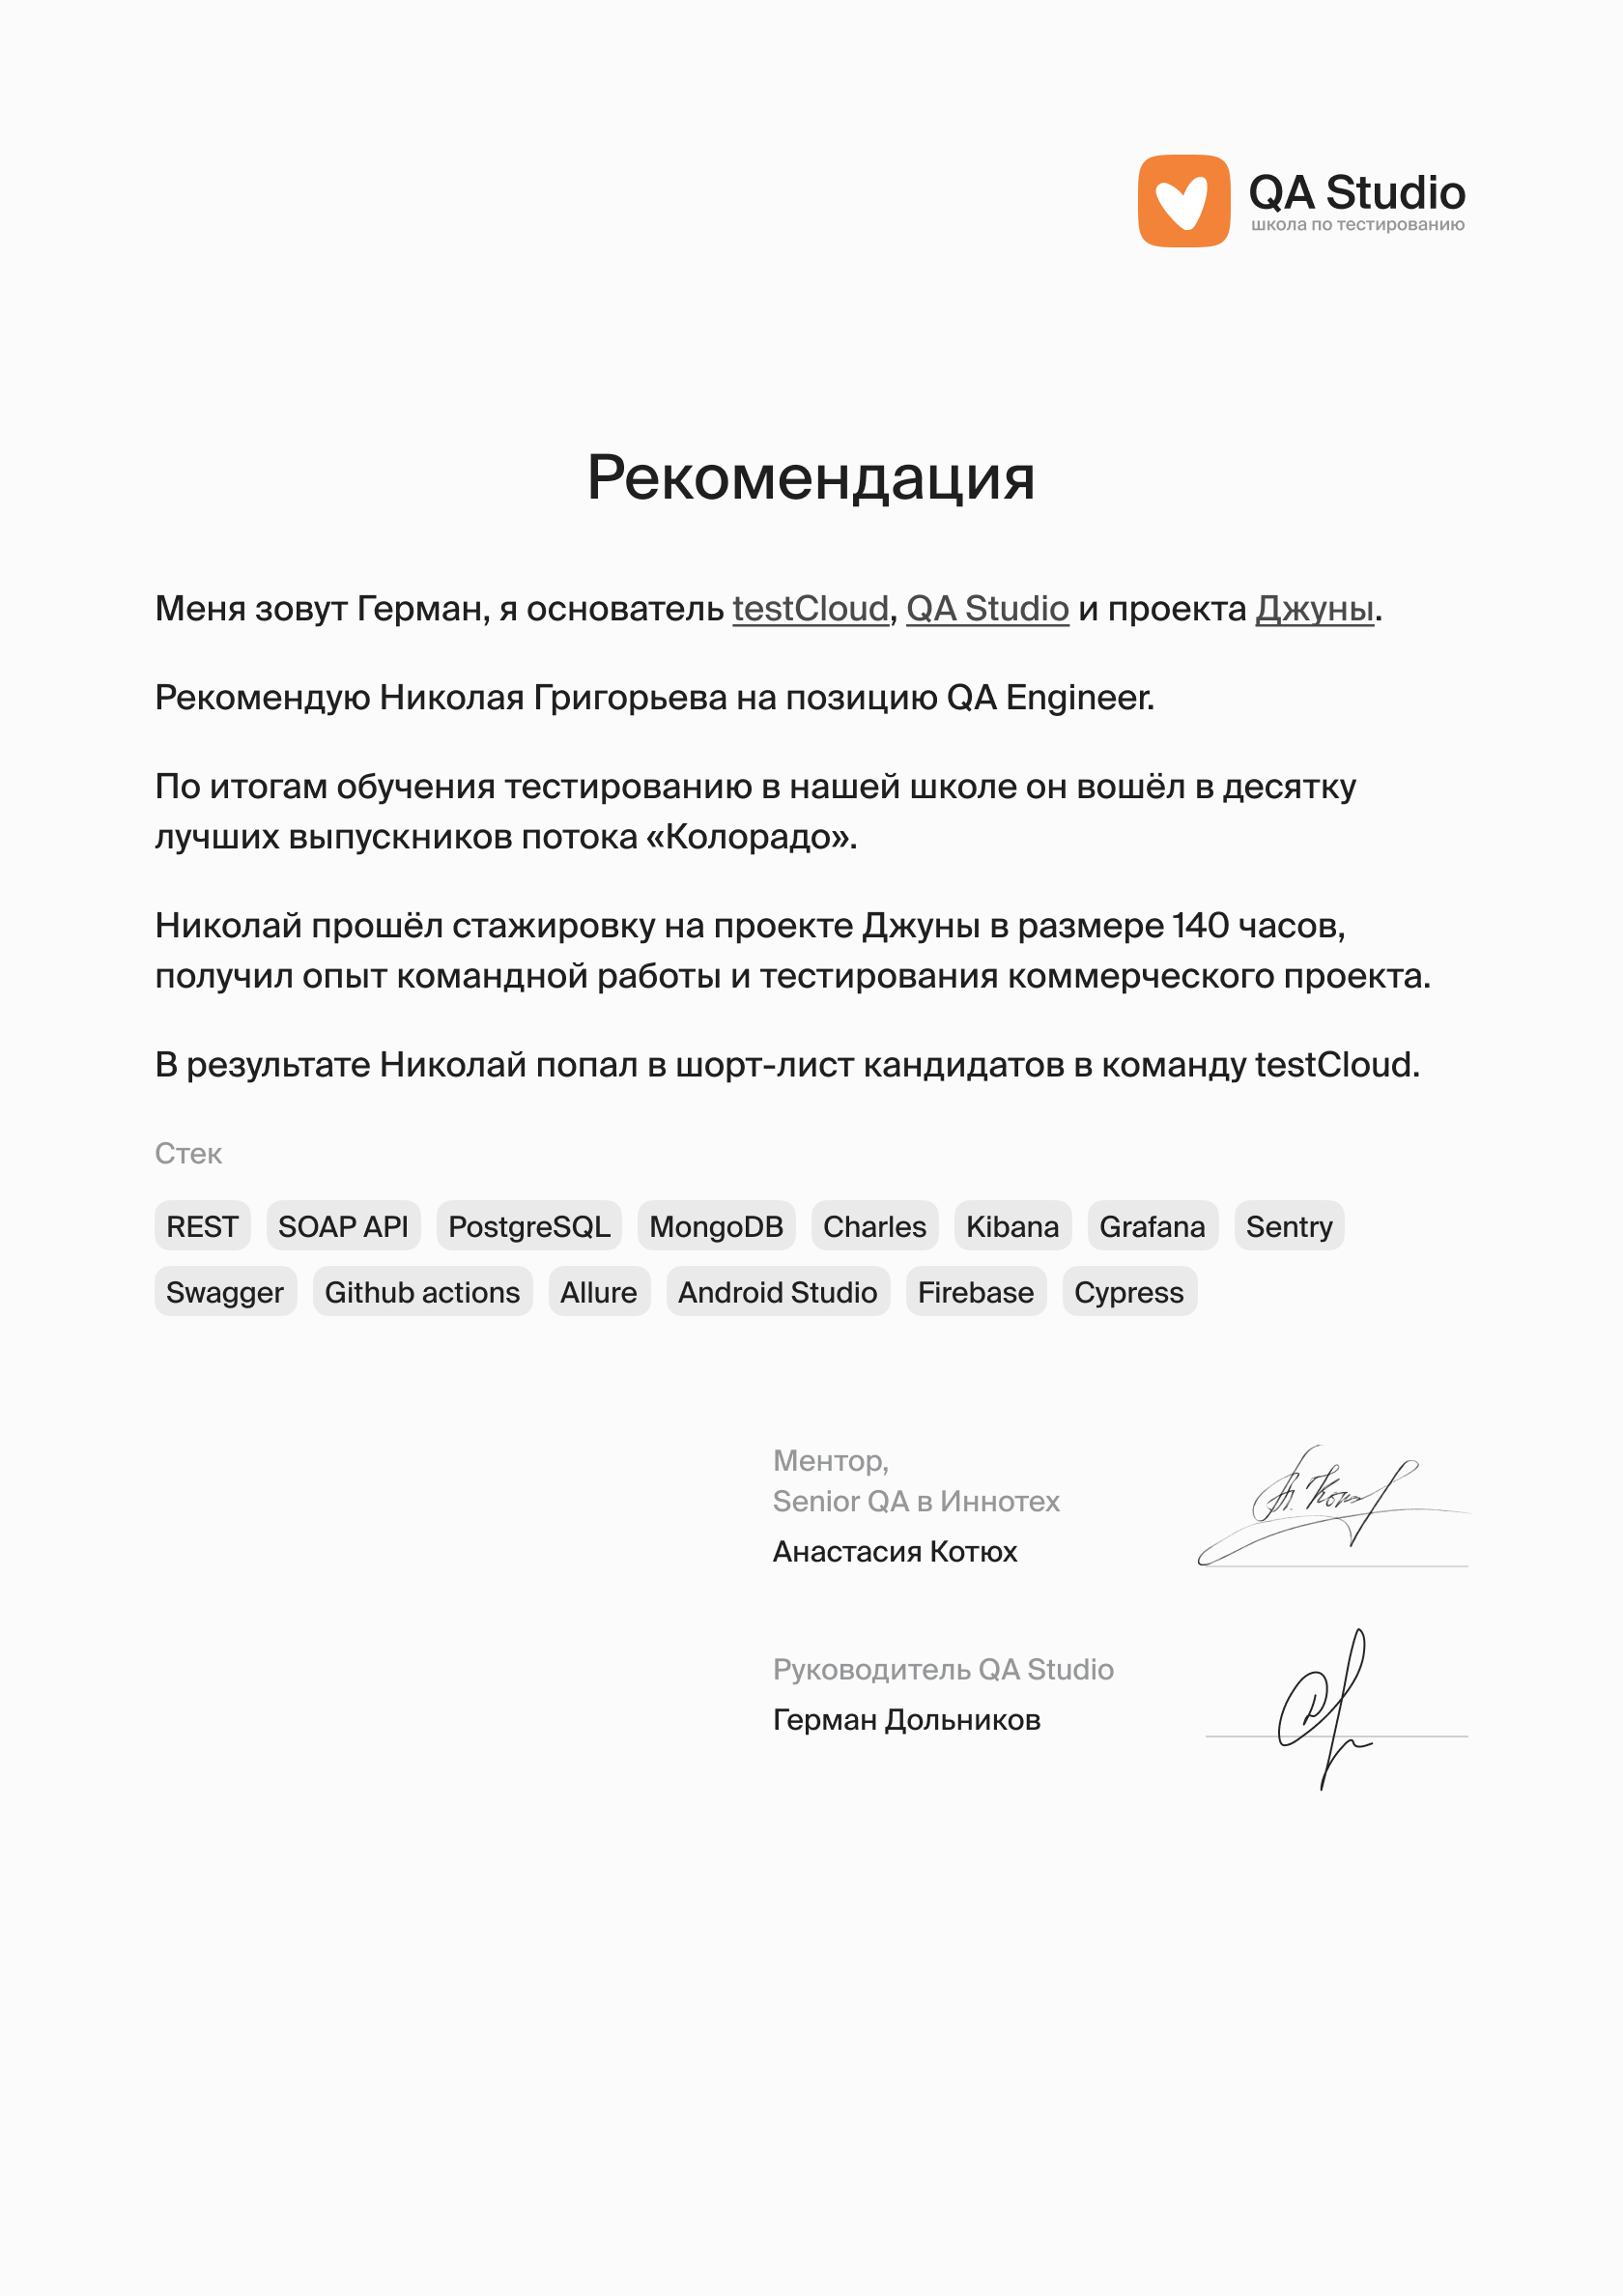 QA Studio
школа по тестированию
Рекомендация
Меня зовут Герман, я основатель testCloud, QA Studio и проекта Джуны.
Рекомендую Николая Григорьева на позицию QA Engineer.
По итогам обучения тестированию в нашей школе он вошёл в десятку
лучших выпускников потока «Колорадо».
Николай прошёл стажировку на проекте Джуны в размере 140 часов,
получил опыт командной работы и тестирования коммерческого проекта.
В результате Николай попал в шорт-лист кандидатов в команду testCloud.
Стек
REST SOAP API PostgreSQL MongoDB Charles Kibana Grafana Sentry
Swagger Github actions Allure Android Studio Firebase Cypress
Ментор,
Senior QA в Иннотех
Анастасия Котюх
Руководитель QA Studio
Герман Дольников